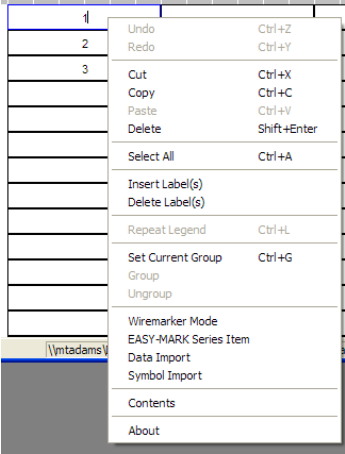 1
2
3
Undo Ctrl+Z
Redo Ctrl+Y
Cut Ctrl+X
Copy Ctrl+C
Paste Ctrl+V
Delete Shift+Enter
Select All Ctrl+A
Insert Label(s)
Delete Label(s)
Repeat Legend Ctrl+L
Set Current Group Ctrl+G
Group
Ungroup
Wiremarker Mode
EASY-MARK Series Item
Data Import
Symbol Import
\\mtadams\
Contents
About